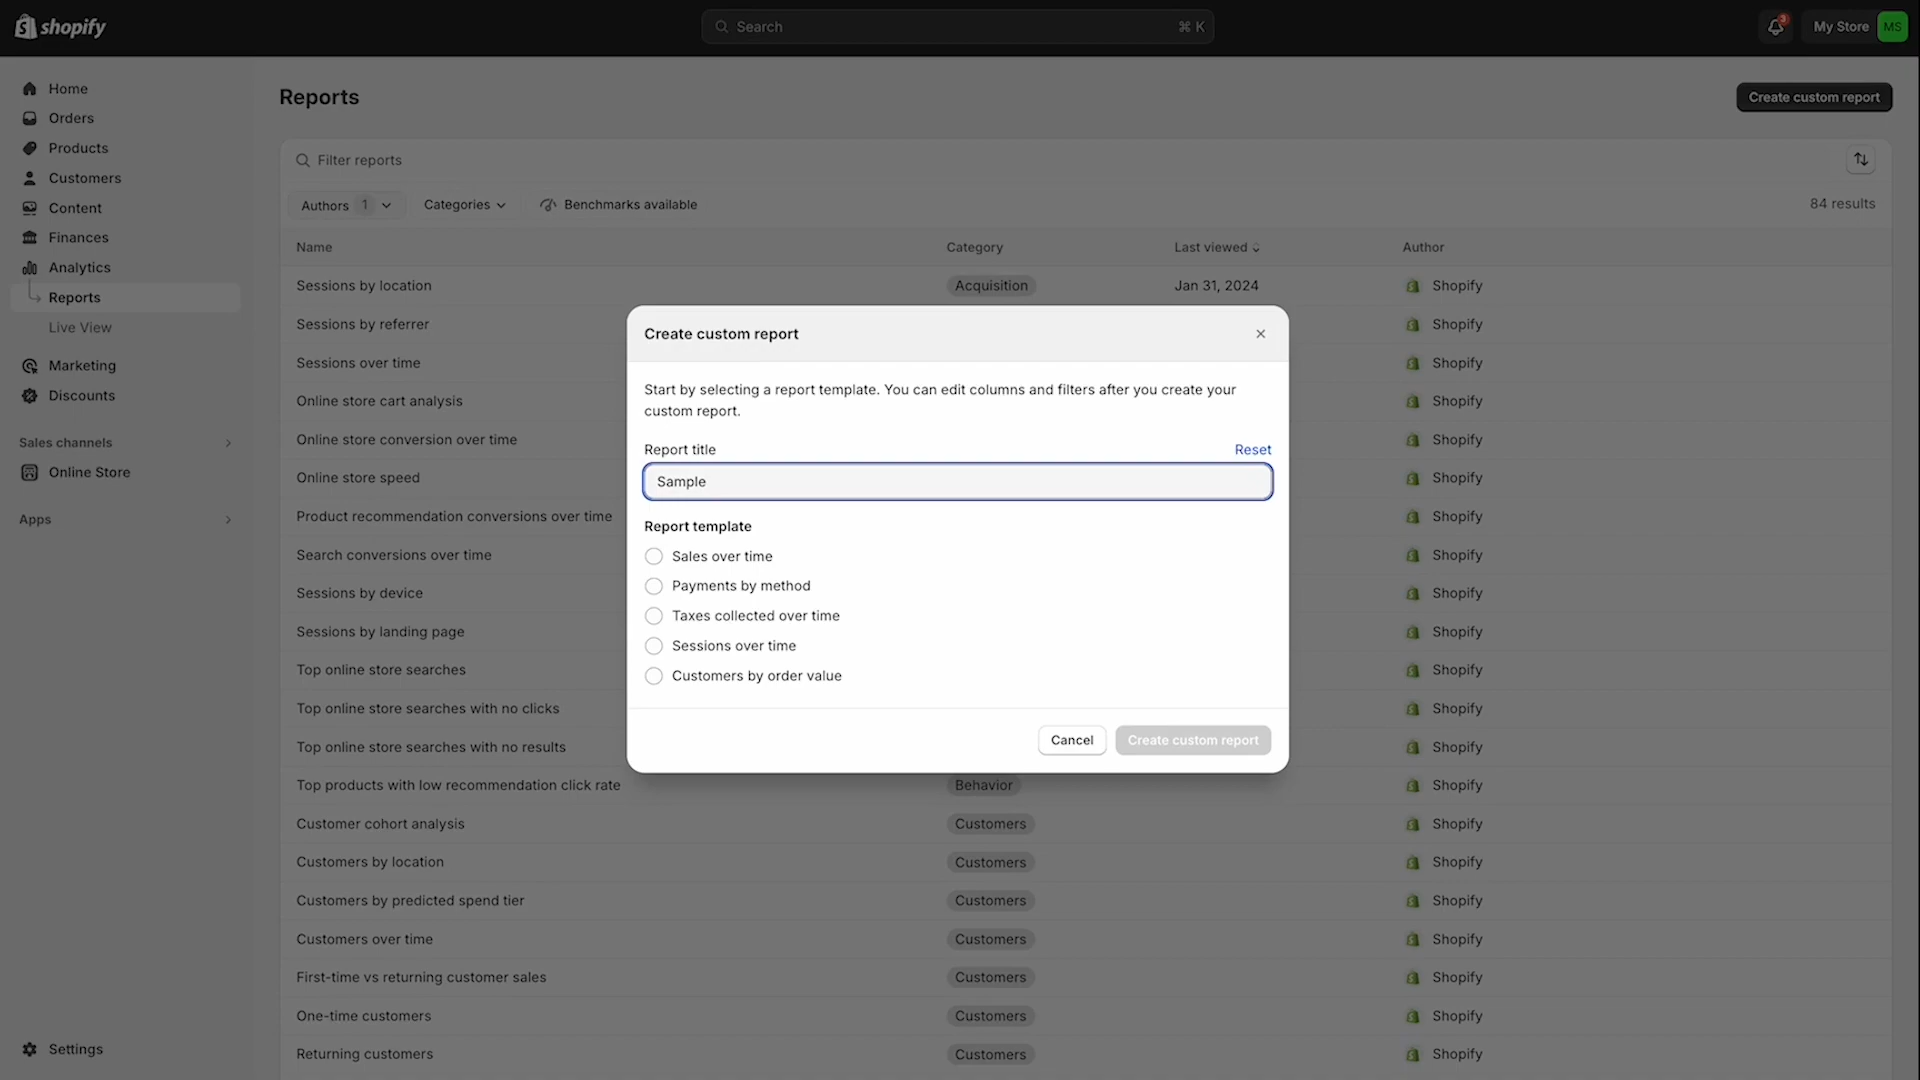 shopify
Search
⌘ K
3
My Store
MS
Home
Orders
Products
Customers
Content
Finances
Analytics
Reports
Live View
Marketing
Discounts
Sales channels
Online Store
Apps
Settings
Reports
Create custom report
Filter reports
Authors 1
Categories
Benchmarks available
84 results
Name Category Last viewed Author
Sessions by location Acquisition Jan 31, 2024 Shopify
Sessions by referrer Shopify
Sessions over time Shopify
Online store cart analysis Shopify
Online store conversion over time Shopify
Online store speed Shopify
Product recommendation conversions over time Shopify
Search conversions over time Shopify
Sessions by device Shopify
Sessions by landing page Shopify
Top online store searches Shopify
Top online store searches with no clicks Shopify
Top online store searches with no results Shopify
Top products with low recommendation click rate Behavior Shopify
Customer cohort analysis Customers Shopify
Customers by location Customers Shopify
Customers by predicted spend tier Customers Shopify
Customers over time Customers Shopify
First-time vs returning customer sales Customers Shopify
One-time customers Customers Shopify
Returning customers Customers Shopify
Create custom report
Start by selecting a report template. You can edit columns and filters after you create your
custom report.
Report title
Reset
Sample
Report template
Sales over time
Payments by method
Taxes collected over time
Sessions over time
Customers by order value
Cancel
Create custom report